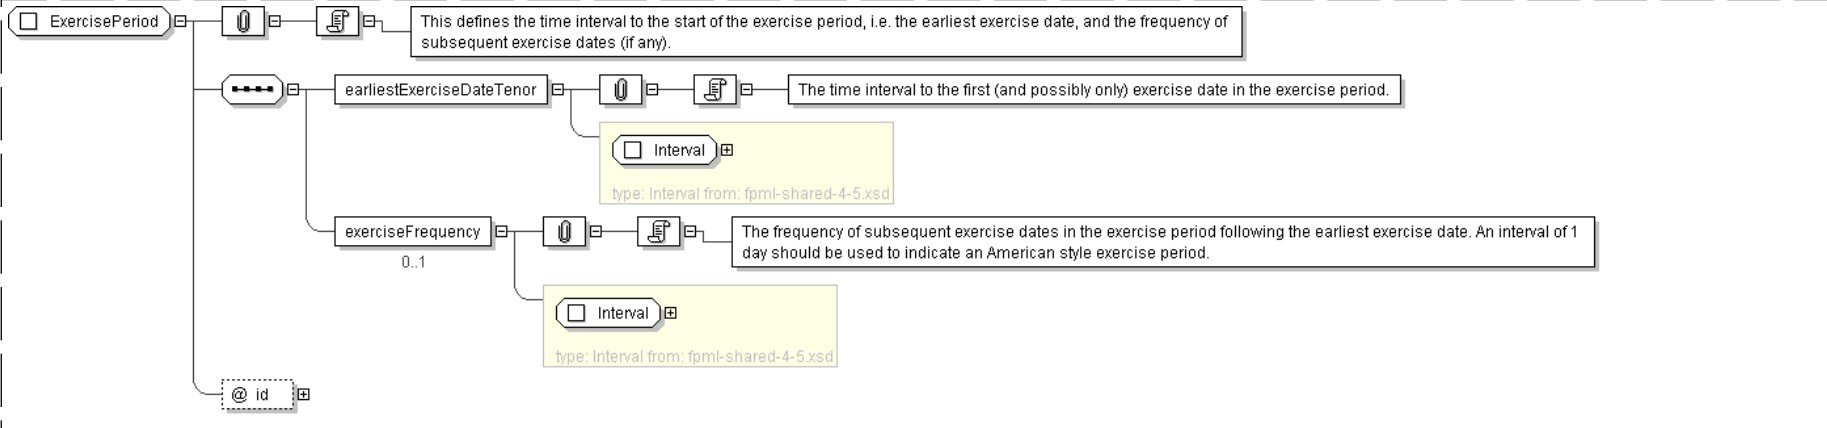 ExercisePeriod
This defines the time interval to the start of the exercise period, i.e. the earliest exercise date, and the frequency of
subsequent exercise dates (if any).
earliestExerciseDateTenor
The time interval to the first (and possibly only) exercise date in the exercise period.
Interval
type: Interval from: fpml-shared-4-5.xsd
exerciseFrequency
0..1
The frequency of subsequent exercise dates in the exercise period following the earliest exercise date. An interval of 1
day should be used to indicate an American style exercise period.
Interval
type: Interval from: fpml-shared-4-5.xsd
@ id